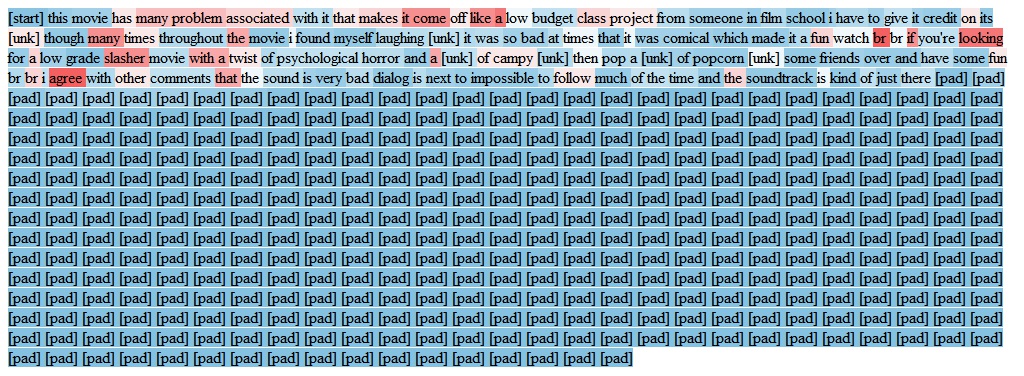 [start] this movie has many problem associated with it that makes it come off like a low budget class project from someone in film school i have to give it credit on its
[unk] though many times throughout the movie i found myself laughing [unk] it was so bad at times that it was comical which made it a fun watch br br if you're looking
for a low grade slasher movie with a twist of psychological horror and a [unk] of campy [unk] then pop a [unk] of popcorn [unk] some friends over and have some fun
br br i agree with other comments that the sound is very bad dialog is next to impossible to follow much of the time and the soundtrack is kind of just there [pad] [pad]
[pad] [pad] [pad] [pad] [pad] [pad] [pad] [pad] [pad] [pad] [pad] [pad] [pad] [pad] [pad] [pad] [pad] [pad] [pad] [pad] [pad] [pad] [pad] [pad] [pad] [pad] [pad]
[pad] [pad] [pad] [pad] [pad] [pad] [pad] [pad] [pad] [pad] [pad] [pad] [pad] [pad] [pad] [pad] [pad] [pad] [pad] [pad] [pad] [pad] [pad] [pad] [pad] [pad] [pad]
[pad] [pad] [pad] [pad] [pad] [pad] [pad] [pad] [pad] [pad] [pad] [pad] [pad] [pad] [pad] [pad] [pad] [pad] [pad] [pad] [pad] [pad] [pad] [pad] [pad] [pad] [pad]
[pad] [pad] [pad] [pad] [pad] [pad] [pad] [pad] [pad] [pad] [pad] [pad] [pad] [pad] [pad] [pad] [pad] [pad] [pad] [pad] [pad] [pad] [pad] [pad] [pad] [pad] [pad]
[pad] [pad] [pad] [pad] [pad] [pad] [pad] [pad] [pad] [pad] [pad] [pad] [pad] [pad] [pad] [pad] [pad] [pad] [pad] [pad] [pad] [pad] [pad] [pad] [pad] [pad] [pad]
[pad] [pad] [pad] [pad] [pad] [pad] [pad] [pad] [pad] [pad] [pad] [pad] [pad] [pad] [pad] [pad] [pad] [pad] [pad] [pad] [pad] [pad] [pad] [pad] [pad] [pad] [pad]
[pad] [pad] [pad] [pad] [pad] [pad] [pad] [pad] [pad] [pad] [pad] [pad] [pad] [pad] [pad] [pad] [pad] [pad] [pad] [pad] [pad] [pad] [pad] [pad] [pad] [pad] [pad]
[pad] [pad] [pad] [pad] [pad] [pad] [pad] [pad] [pad] [pad] [pad] [pad] [pad] [pad] [pad] [pad] [pad] [pad] [pad] [pad] [pad] [pad] [pad] [pad] [pad] [pad] [pad]
[pad] [pad] [pad] [pad] [pad] [pad] [pad] [pad] [pad] [pad] [pad] [pad] [pad] [pad] [pad] [pad] [pad] [pad] [pad] [pad] [pad] [pad] [pad] [pad] [pad] [pad] [pad]
[pad] [pad] [pad] [pad] [pad] [pad] [pad] [pad] [pad] [pad] [pad] [pad] [pad] [pad] [pad] [pad] [pad] [pad] [pad] [pad] [pad] [pad] [pad] [pad] [pad] [pad] [pad]
[pad] [pad] [pad] [pad] [pad] [pad] [pad] [pad] [pad] [pad] [pad] [pad] [pad] [pad] [pad] [pad] [pad] [pad] [pad] [pad] [pad] [pad] [pad] [pad] [pad] [pad] [pad]
[pad] [pad] [pad] [pad] [pad] [pad] [pad] [pad] [pad] [pad] [pad] [pad] [pad] [pad] [pad] [pad] [pad] [pad] [pad] [pad] [pad] [pad] [pad] [pad] [pad] [pad] [pad]
[pad] [pad] [pad] [pad] [pad] [pad] [pad] [pad] [pad] [pad] [pad] [pad] [pad] [pad] [pad] [pad] [pad] [pad] [pad] [pad] [pad] [pad] [pad] [pad] [pad] [pad] [pad]
[pad] [pad] [pad] [pad] [pad] [pad] [pad] [pad] [pad] [pad] [pad] [pad] [pad] [pad] [pad] [pad] [pad]